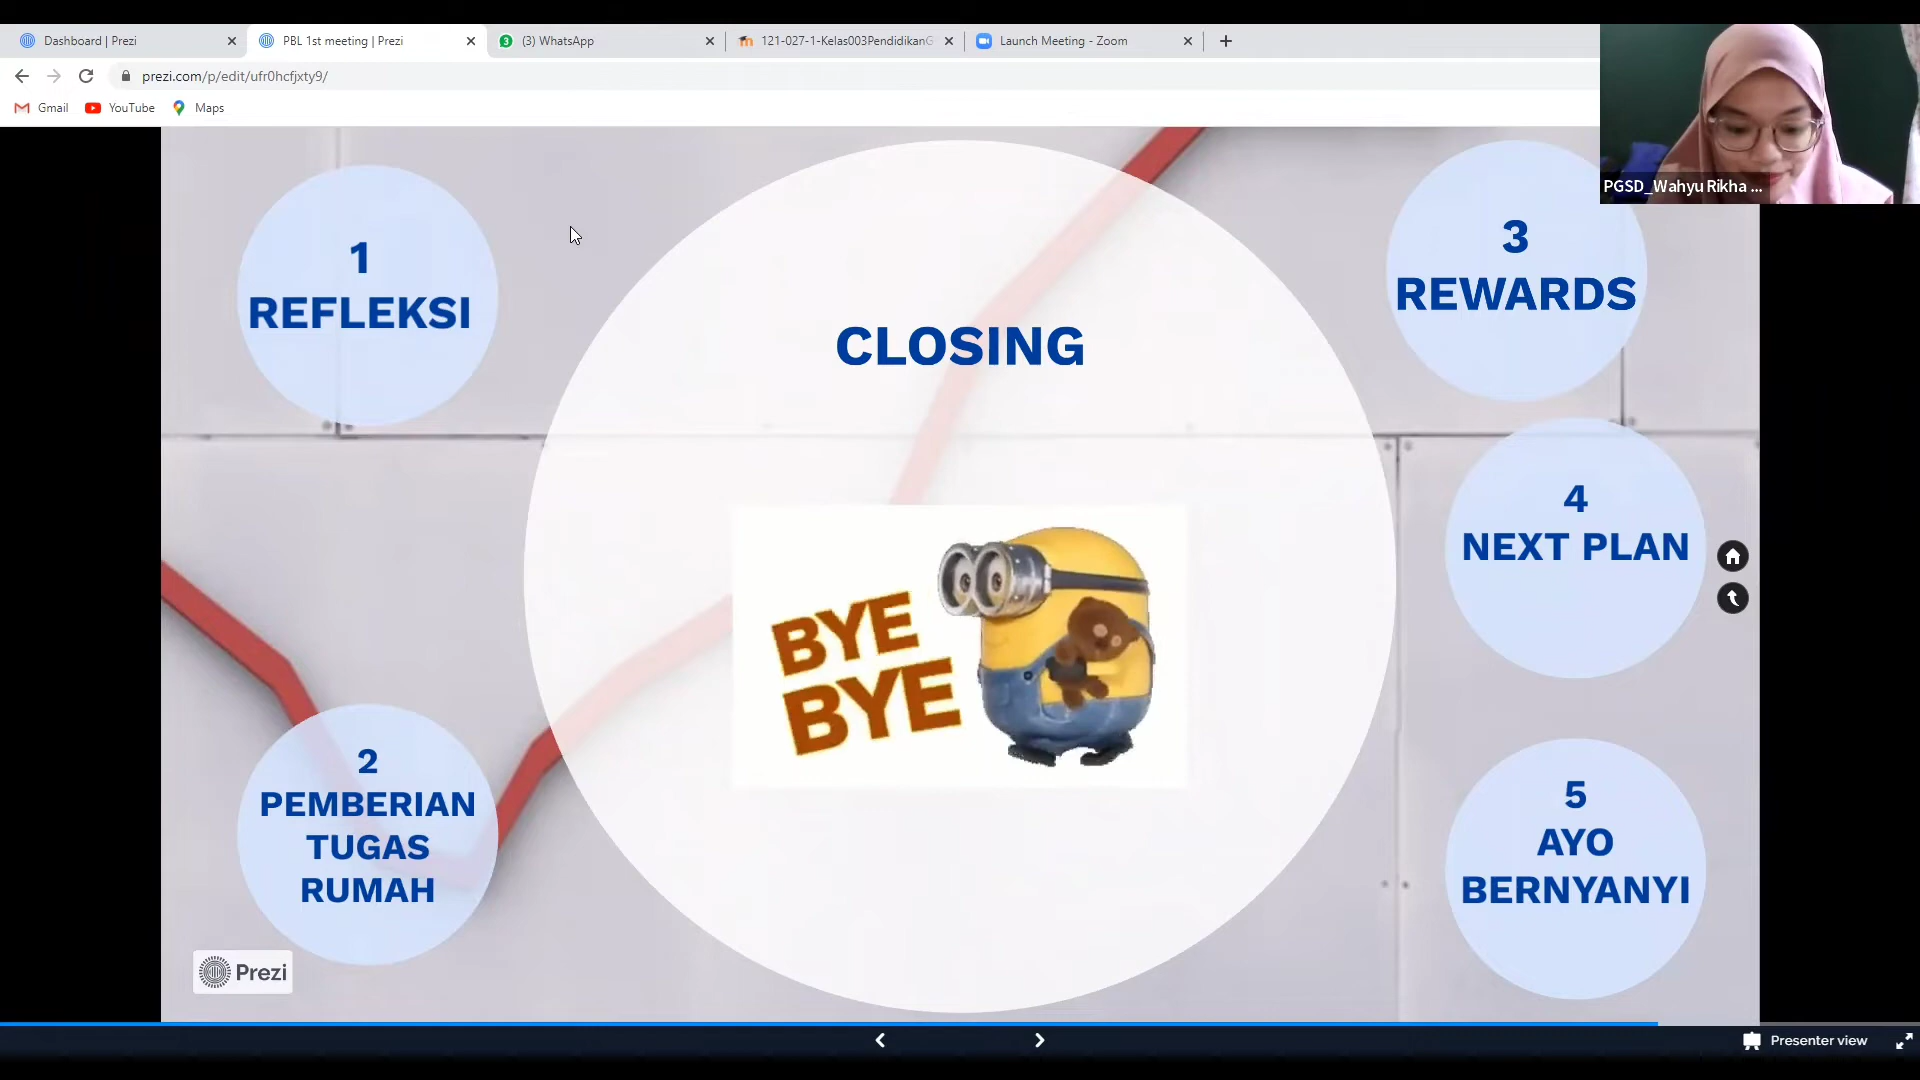 Dashboard | Prezi
PBL 1st meeting | Prezi
(3) WhatsApp
121-027-1-Kelas003PendidikanG
Launch Meeting - Zoom
prezi.com/p/edit/ufr0hcfjxty9/
Gmail
YouTube
Maps
PGSD_Wahyu Rikha ...
1
REFLEKSI
CLOSING
3
REWARDS
4
NEXT PLAN
BYE
BYE
2
PEMBERIAN
TUGAS
RUMAH
5
AYO
BERNYANYI
Prezi
Presenter view